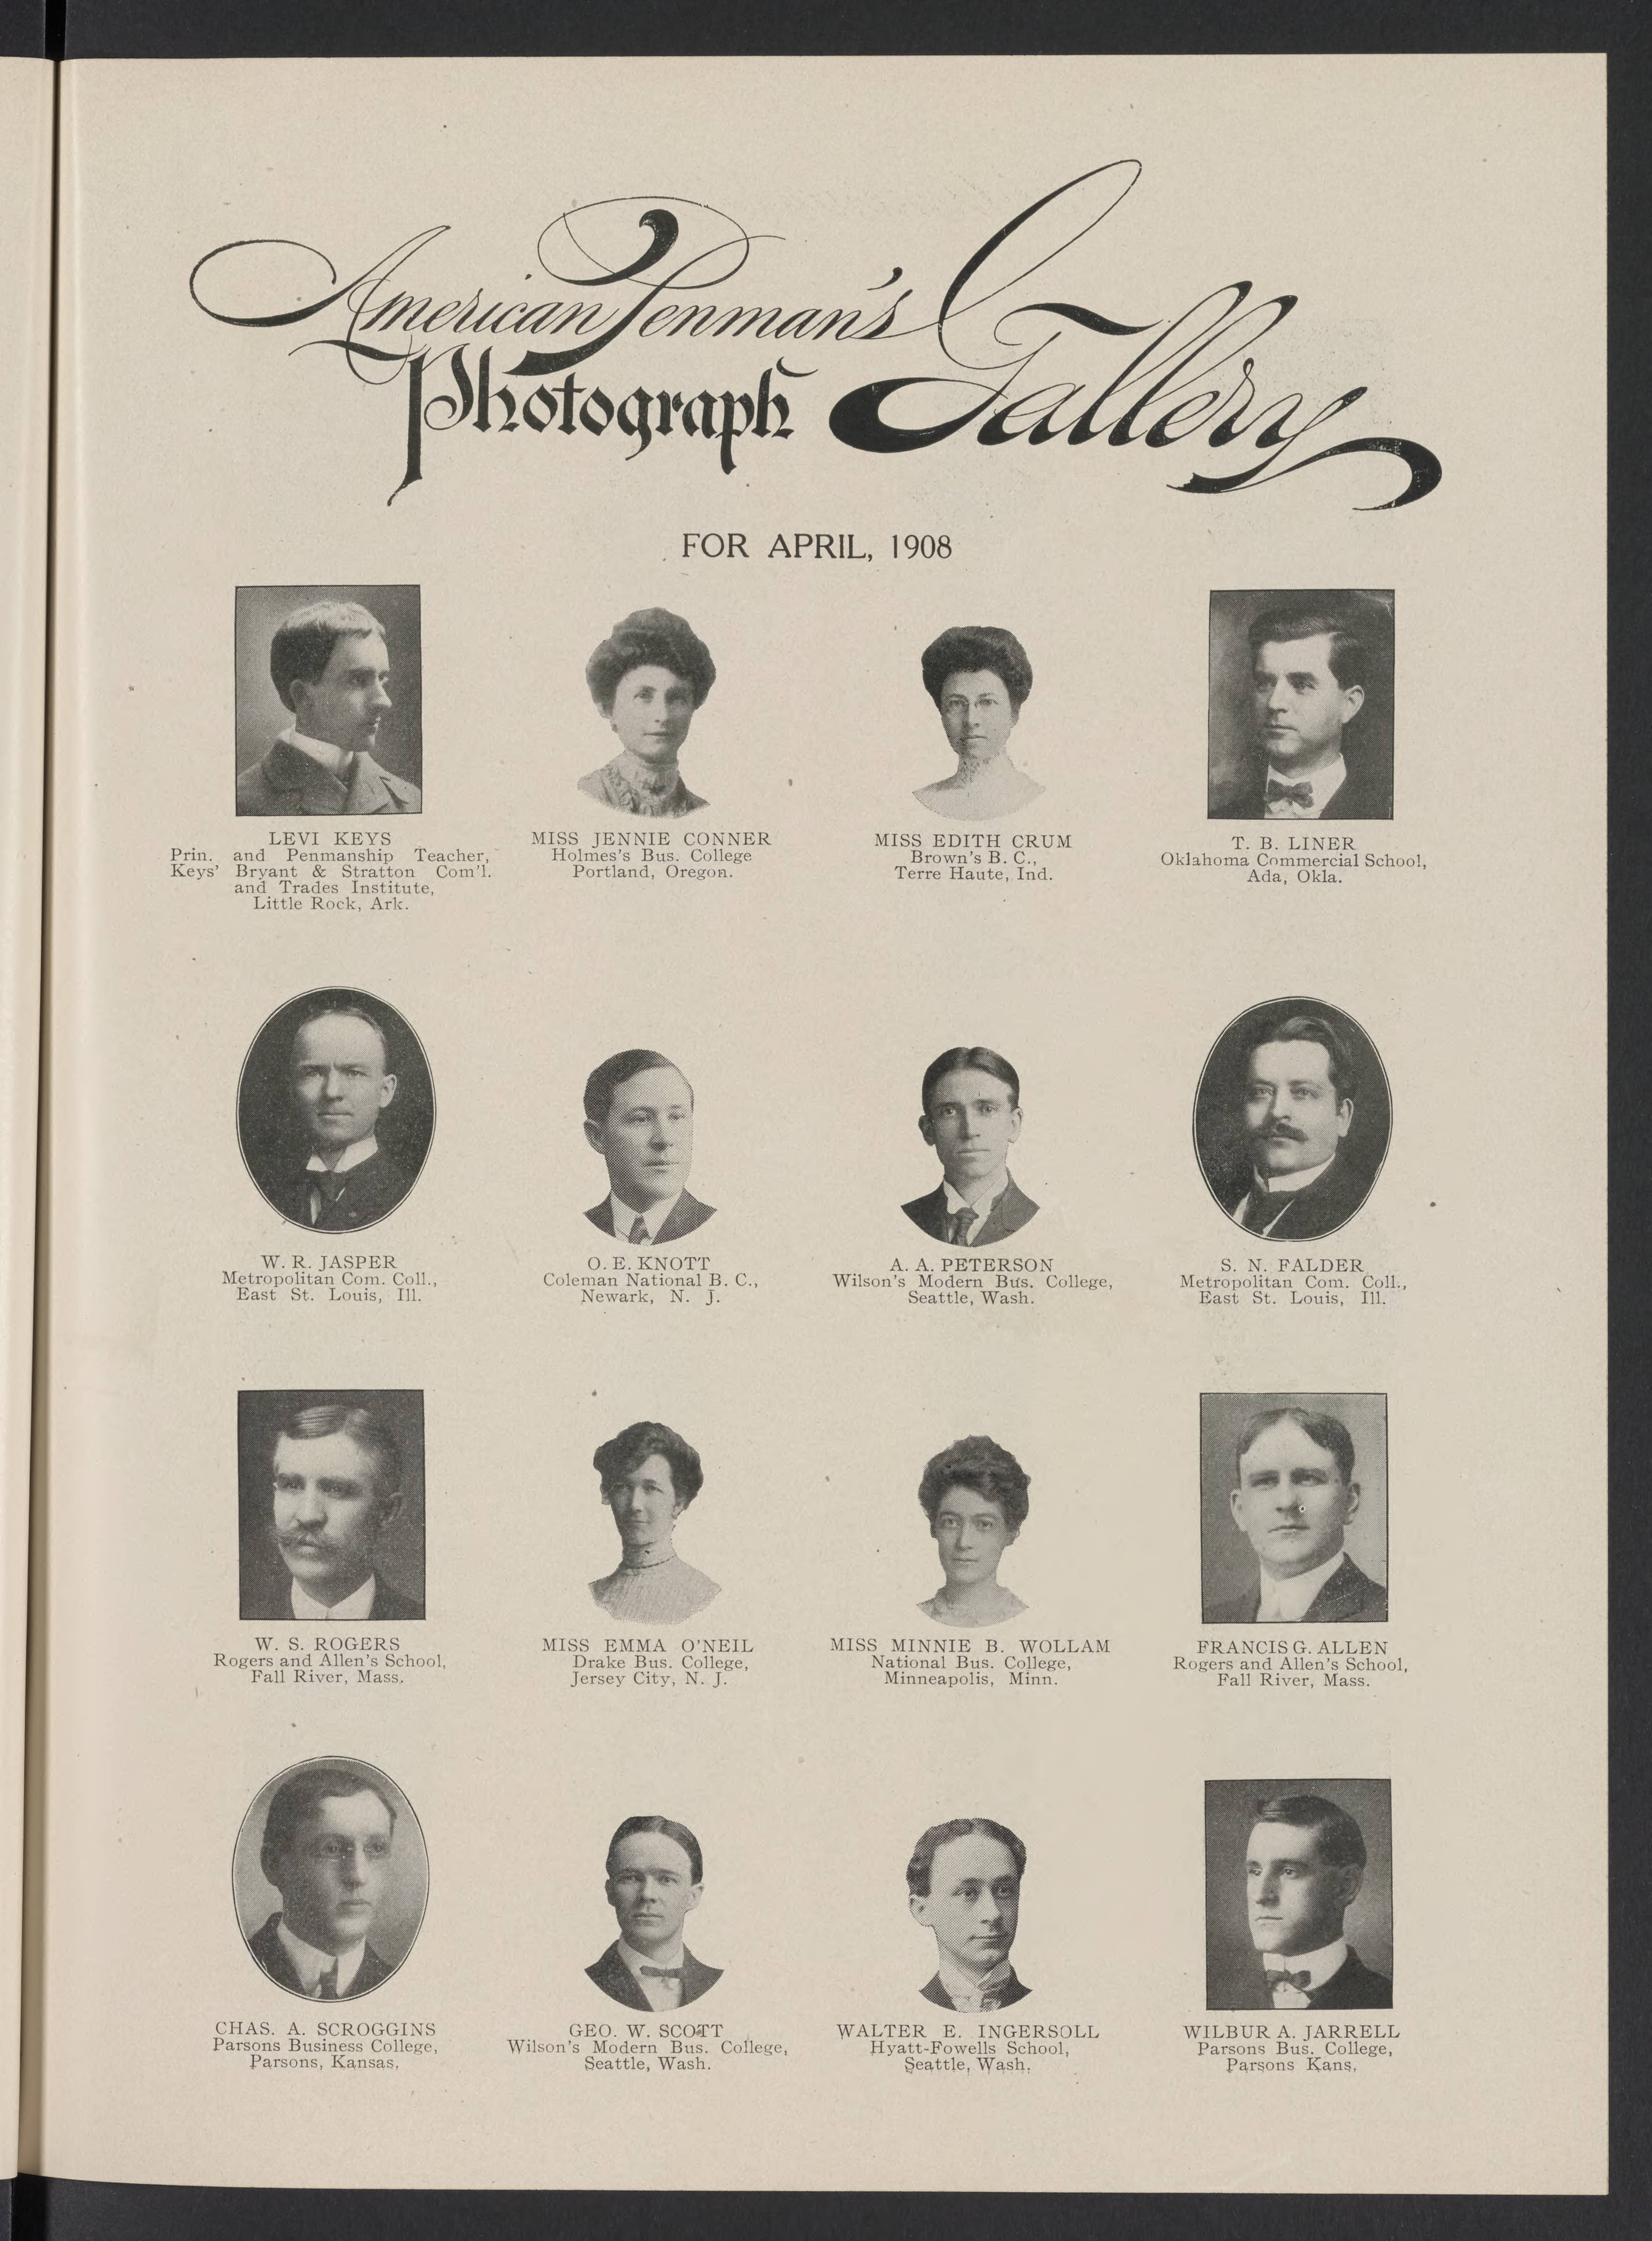 American Penman's
Photograph Gallery
FOR APRIL, 1908
LEVI KEYS
Prin. and Penmanship Teacher,
Keys' Bryant & Stratton Com'l.
and Trades Institute,
Little Rock, Ark.
MISS JENNIE CONNER
Holmes's Bus. College
Portland, Oregon.
MISS EDITH CRUM
Brown's B. C.,
Terre Haute, Ind.
T. B. LINER
Oklahoma Commercial School,
Ada, Okla.
W. R. JASPER
Metropolitan Com. Coll.,
East St. Louis, Ill.
O. E. KNOTT
Coleman National B. C.,
Newark, N. J.
A. A. PETERSON
Wilson's Modern Bus. College,
Seattle, Wash.
S. N. FALDER
Metropolitan Com. Coll.,
East St. Louis, Ill.
W. S. ROGERS
Rogers and Allen's School,
Fall River, Mass.
MISS EMMA O'NEIL
Drake Bus. College,
Jersey City, N. J.
MISS MINNIE B. WOLLAM
National Bus. College,
Minneapolis, Minn.
FRANCIS G. ALLEN
Rogers and Allen's School,
Fall River, Mass.
CHAS. A. SCROGGINS
Parsons Business College,
Parsons, Kansas.
GEO. W. SCOTT
Wilson's Modern Bus. College,
Seattle, Wash.
WALTER E. INGERSOLL
Hyatt-Fowells School,
Seattle, Wash.
WILBUR A. JARRELL
Parsons Bus. College,
Parsons Kans.